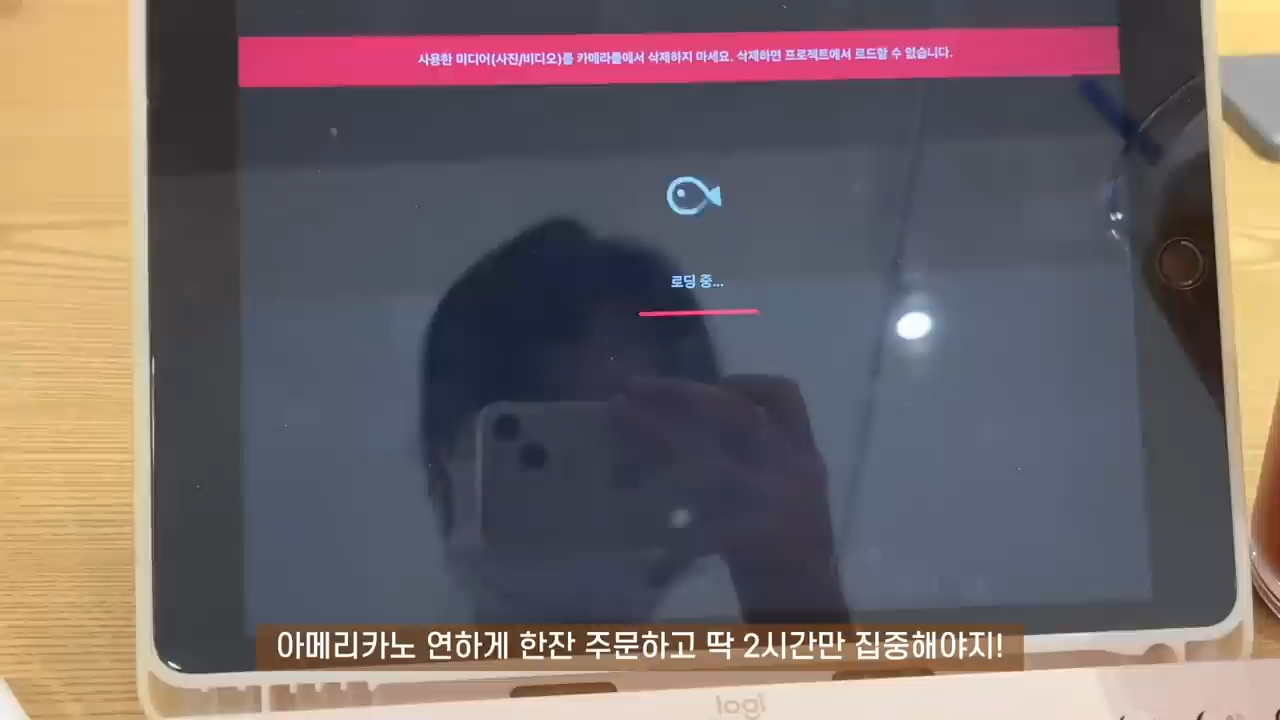 사용한 미디어(사진/비디오)를 카메라롤에서 삭제하지 마세요. 삭제하면 프로젝트에서 로드할 수 없습니다.
로딩 중...
아메리카노 연하게 한잔 주문하고 딱 2시간만 집중해야지!
logi